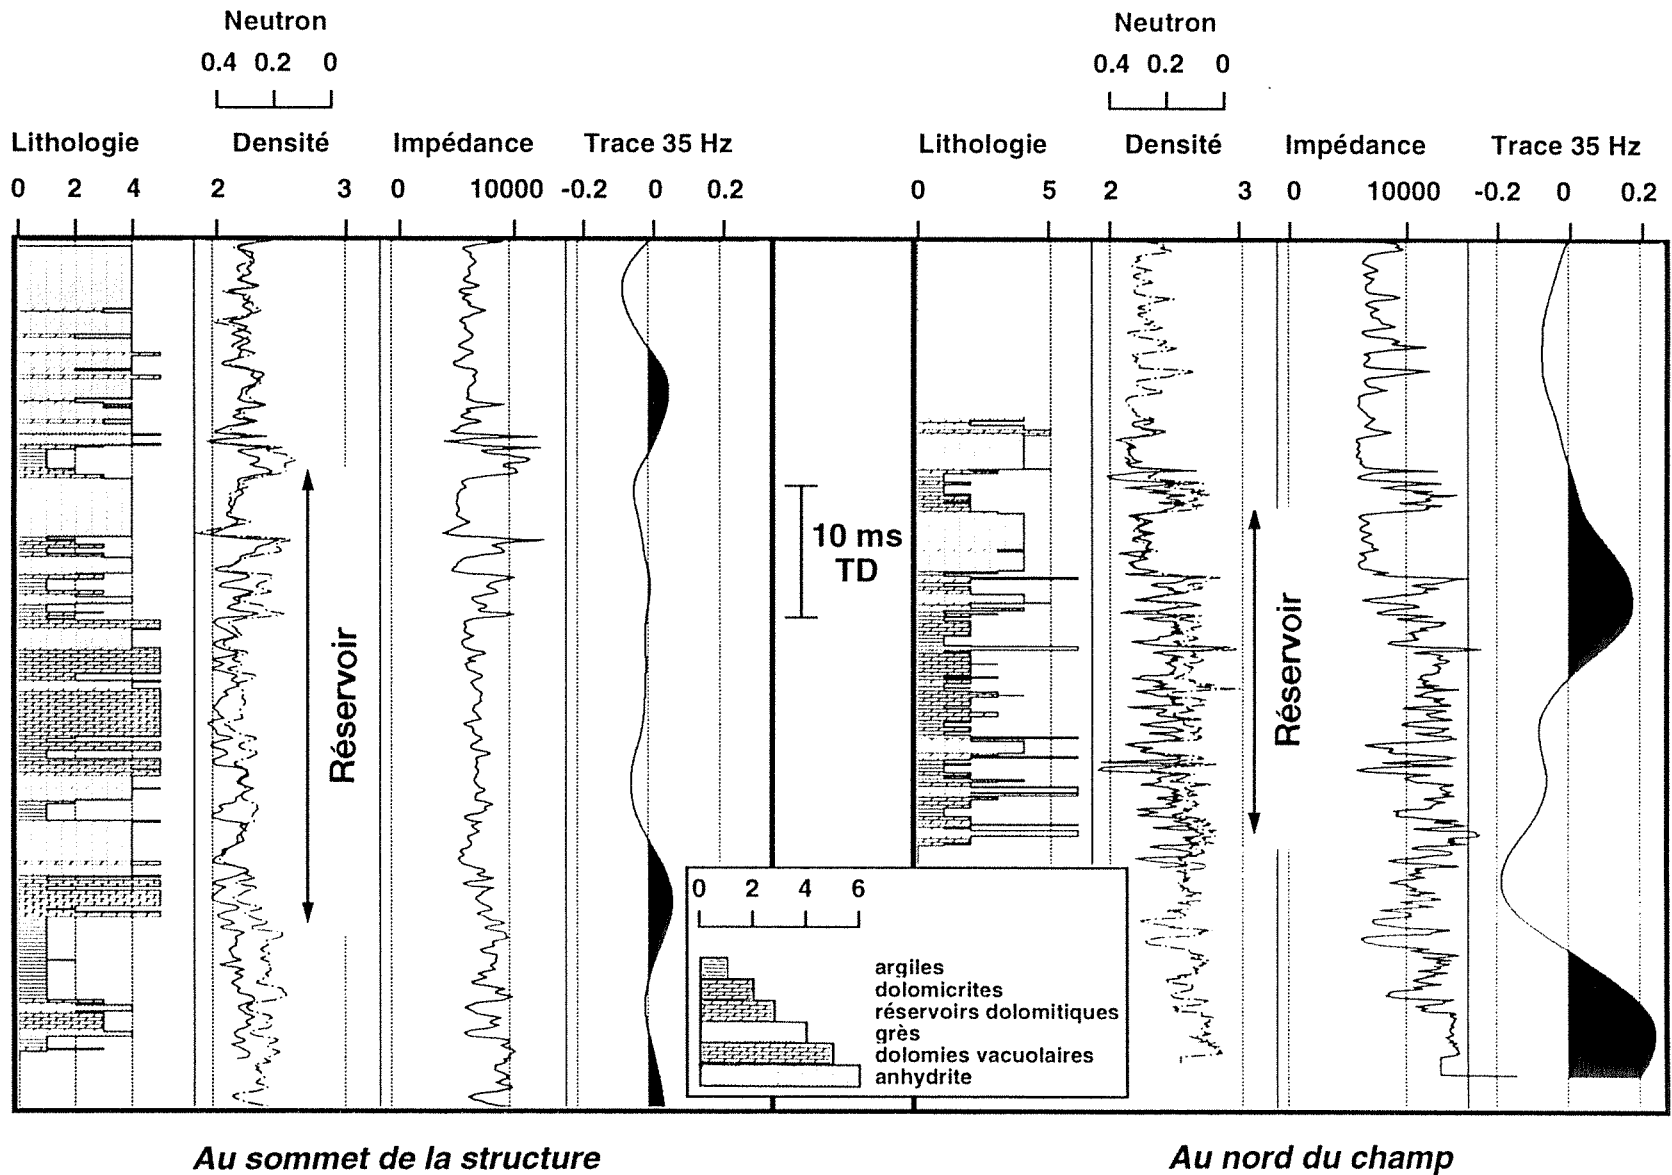 Neutron
0.4 0.2 0
Neutron
0.4 0.2 0
Lithologie Densité Impédance Trace 35 Hz
0 2 4 2 3 0 10000 -0.2 0 0.2
Lithologie Densité Impédance Trace 35 Hz
0 5 2 3 0 10000 -0.2 0 0.2
Réservoir
10 ms
TD
Réservoir
0 2 4 6
argiles
dolomicrites
réservoirs dolomitiques
grès
dolomies vacuolaires
anhydrite
Au sommet de la structure
Au nord du champ